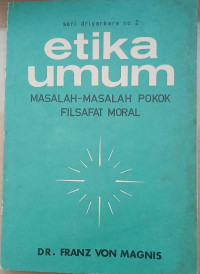 seri driyarkara no. 2
etika
umum
MASALAH-MASALAH POKOK
FILSAFAT MORAL
DR. FRANZ VON MAGNIS